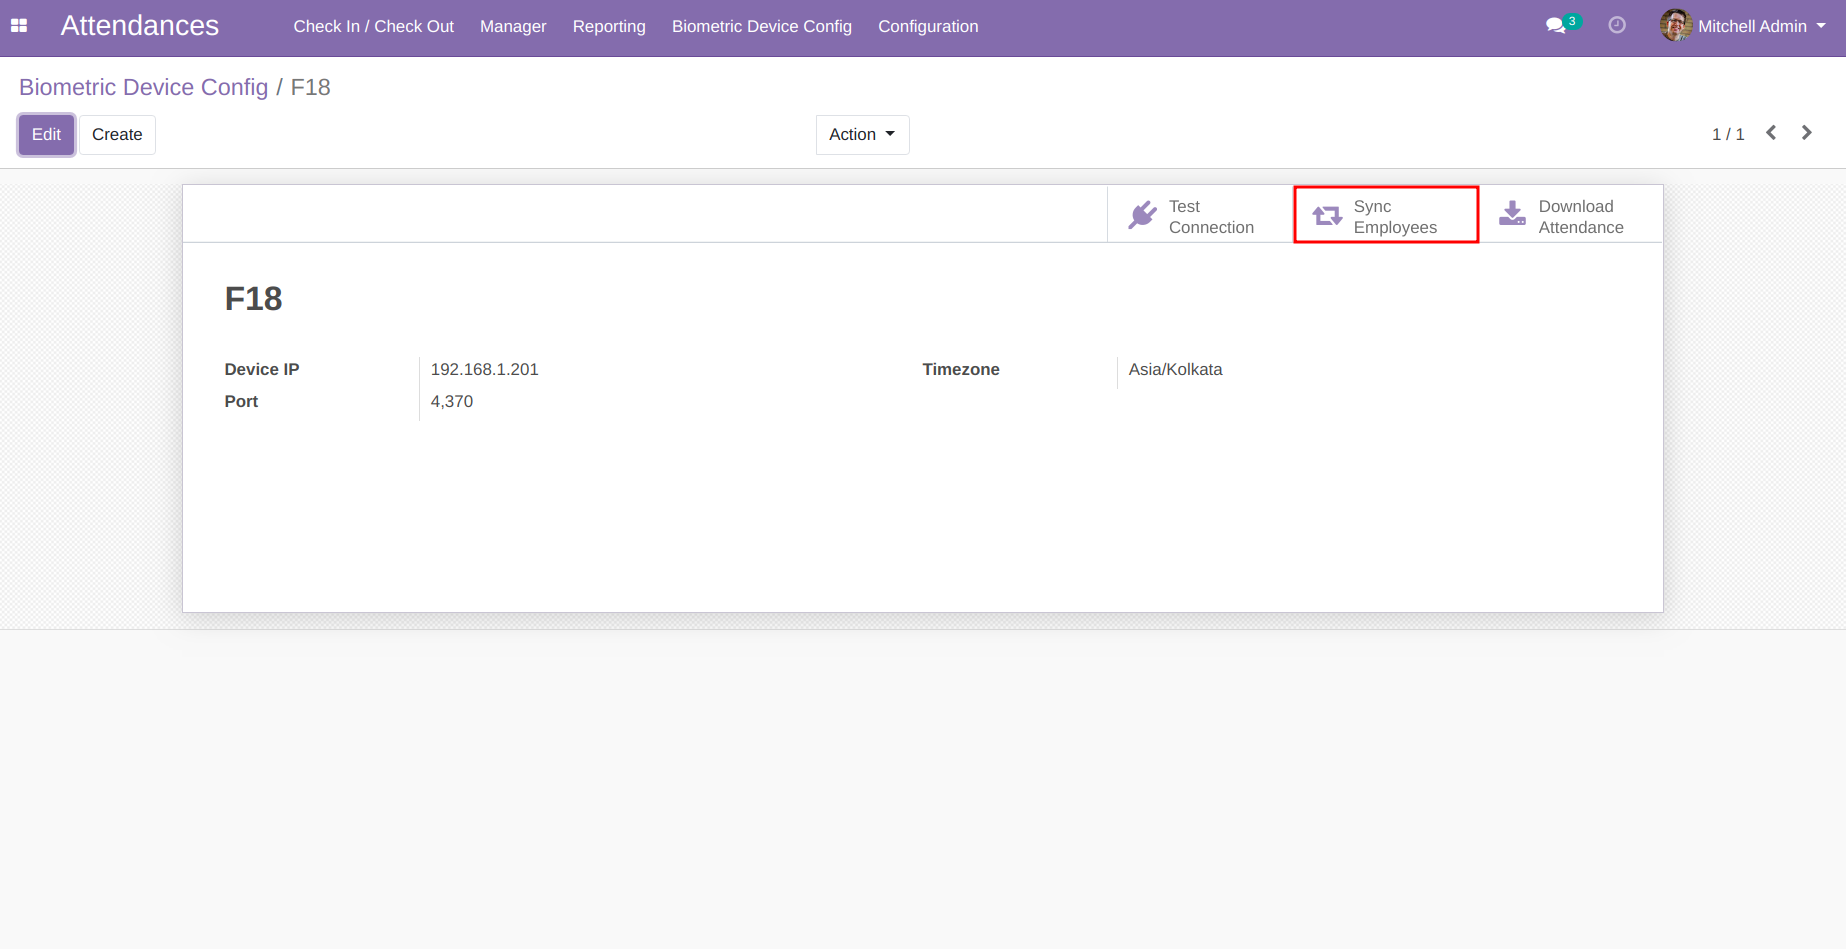 Attendances Check In / Check Out Manager Reporting Biometric Device Config Configuration 3 Mitchell Admin
Biometric Device Config / F18
Edit Create Action 1 / 1
Test Connection
Sync Employees
Download Attendance
F18
Device IP 192.168.1.201 Timezone Asia/Kolkata
Port 4,370